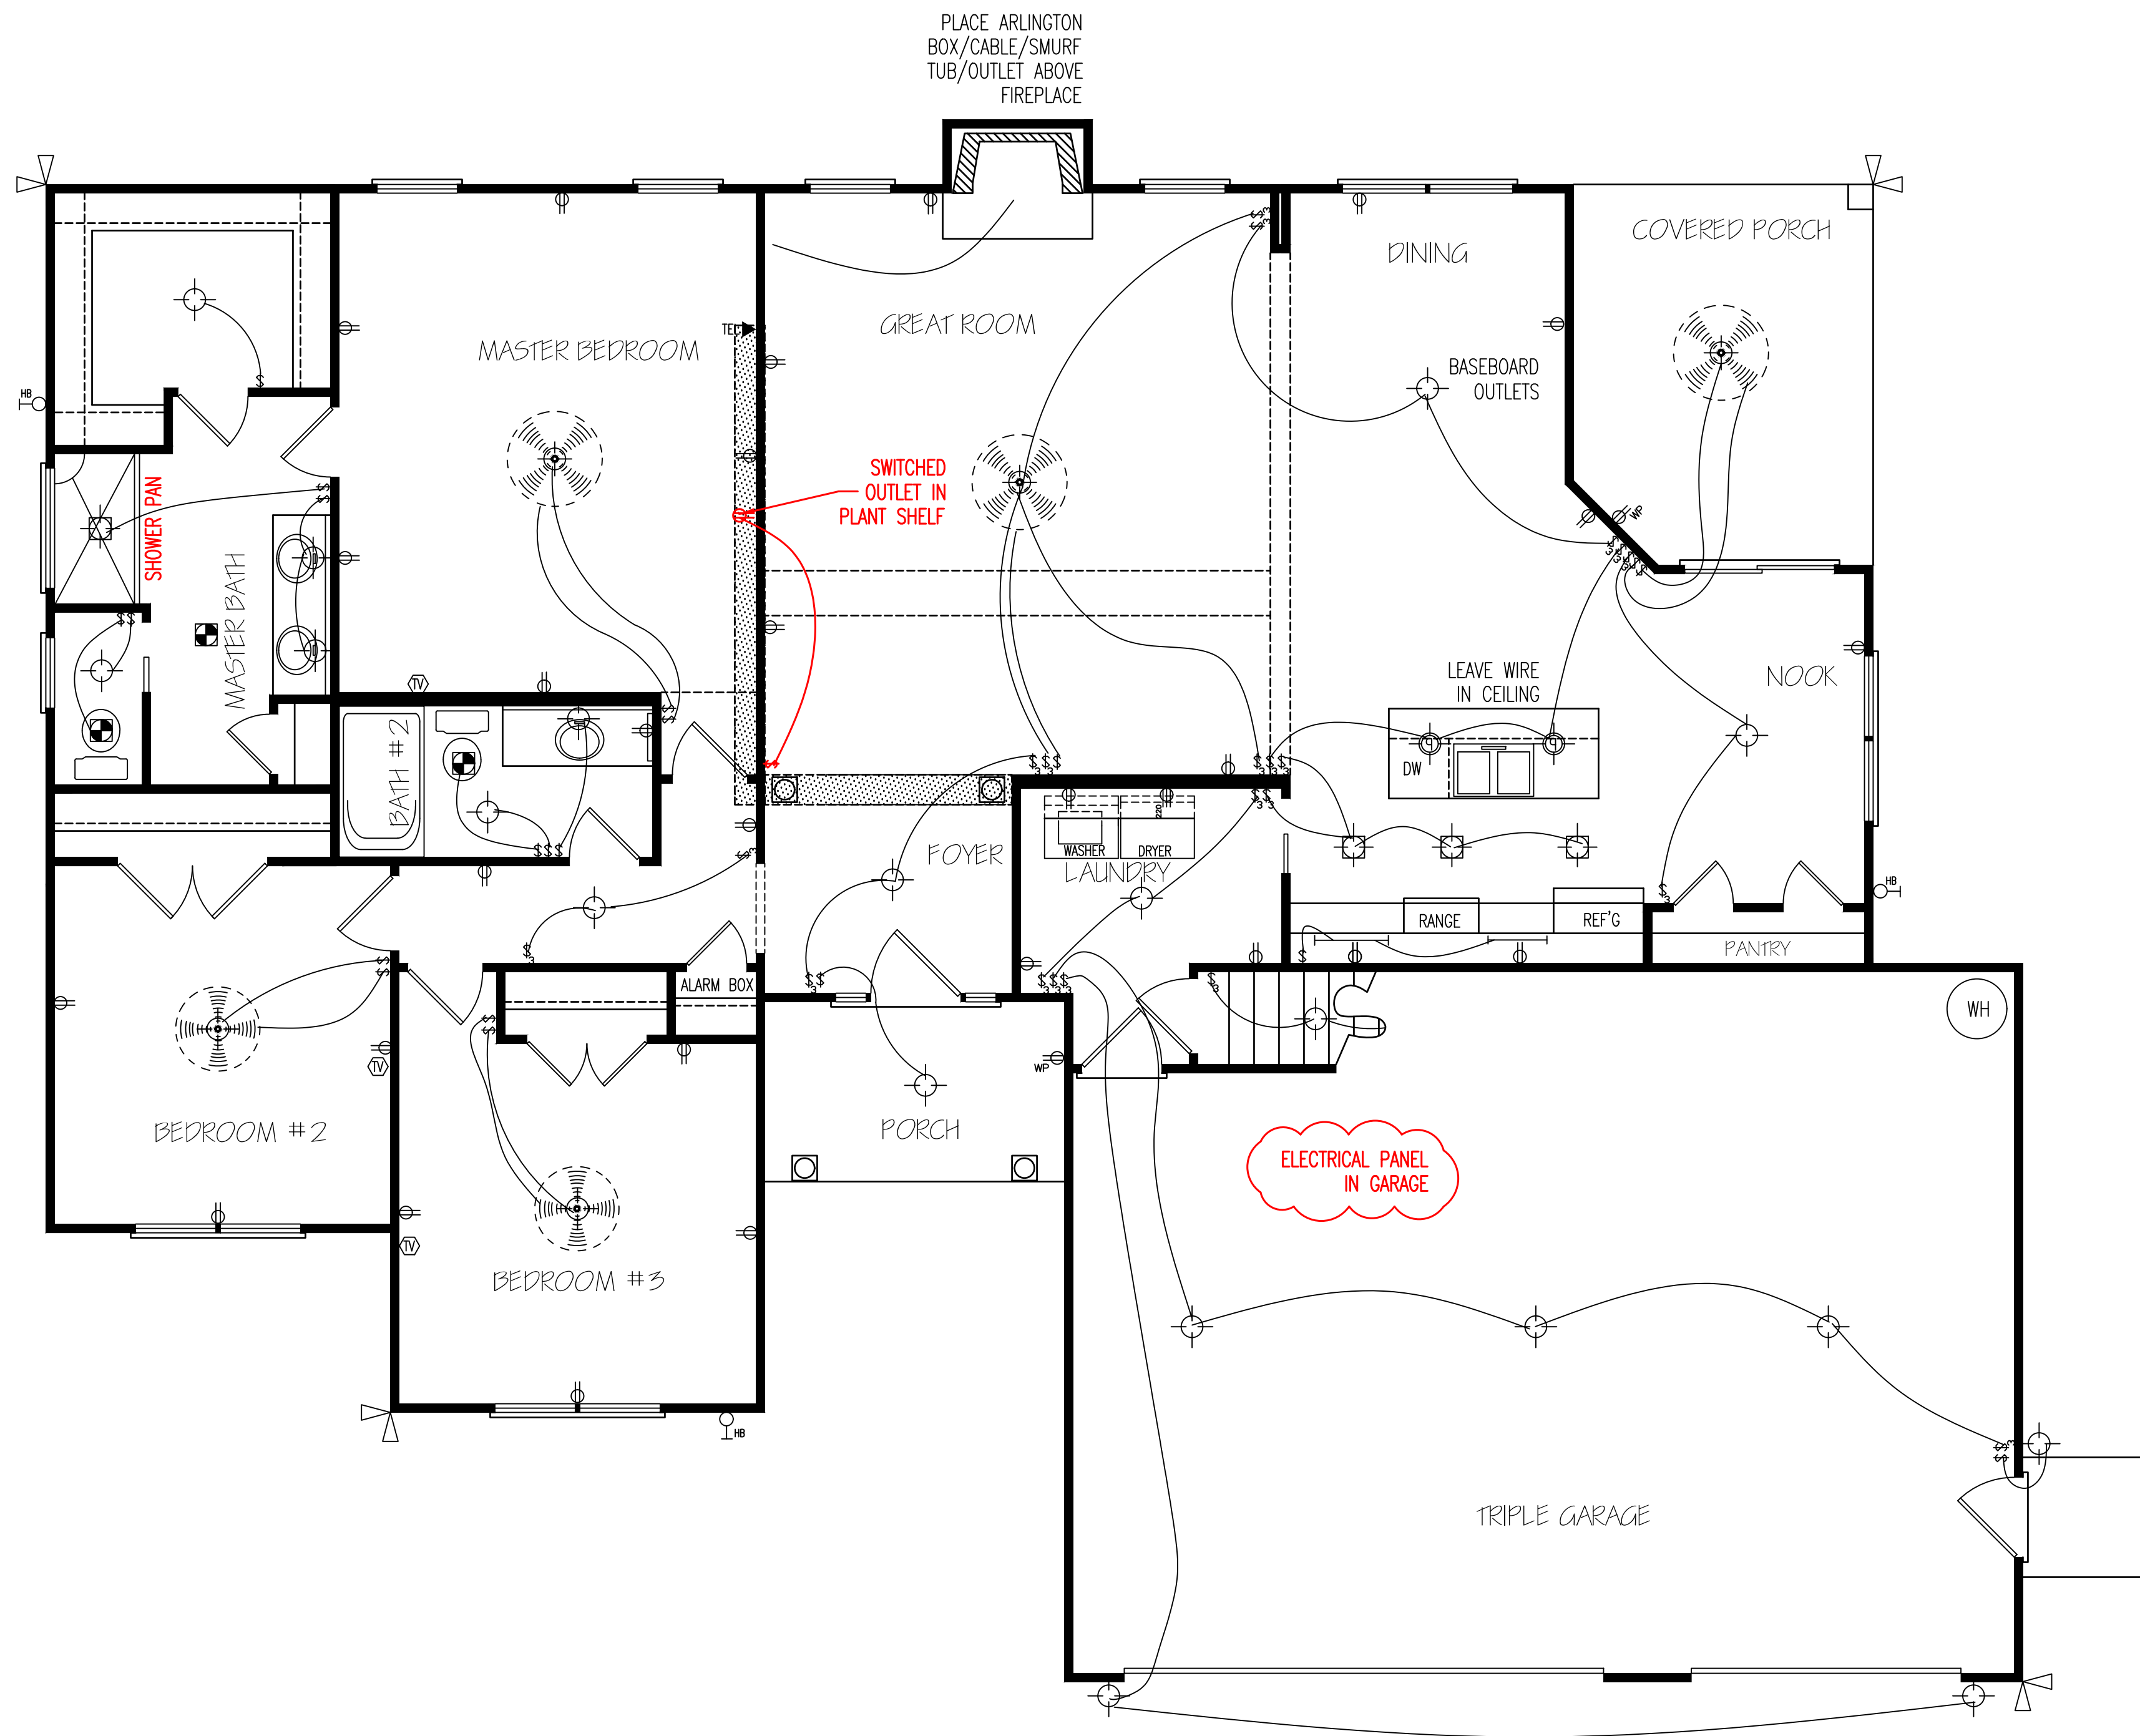 PLACE ARLINGTON
BOX/CABLE/SMURF
TUB/OUTLET ABOVE
FIREPLACE
COVERED PORCH
DINING
GREAT ROOM
MASTER BEDROOM
TEL
BASEBOARD
OUTLETS
HB
SWITCHED
OUTLET IN
PLANT SHELF
SHOWER PAN
WP
MASTER BATH
LEAVE WIRE
IN CEILING
NOOK
TV
BATH #2
DW
220
WASHER
DRYER
LAUNDRY
FOYER
HB
RANGE
REF'G
PANTRY
ALARM BOX
WH
WP
TV
BEDROOM #2
PORCH
ELECTRICAL PANEL
IN GARAGE
TV
BEDROOM #3
HB
TRIPLE GARAGE